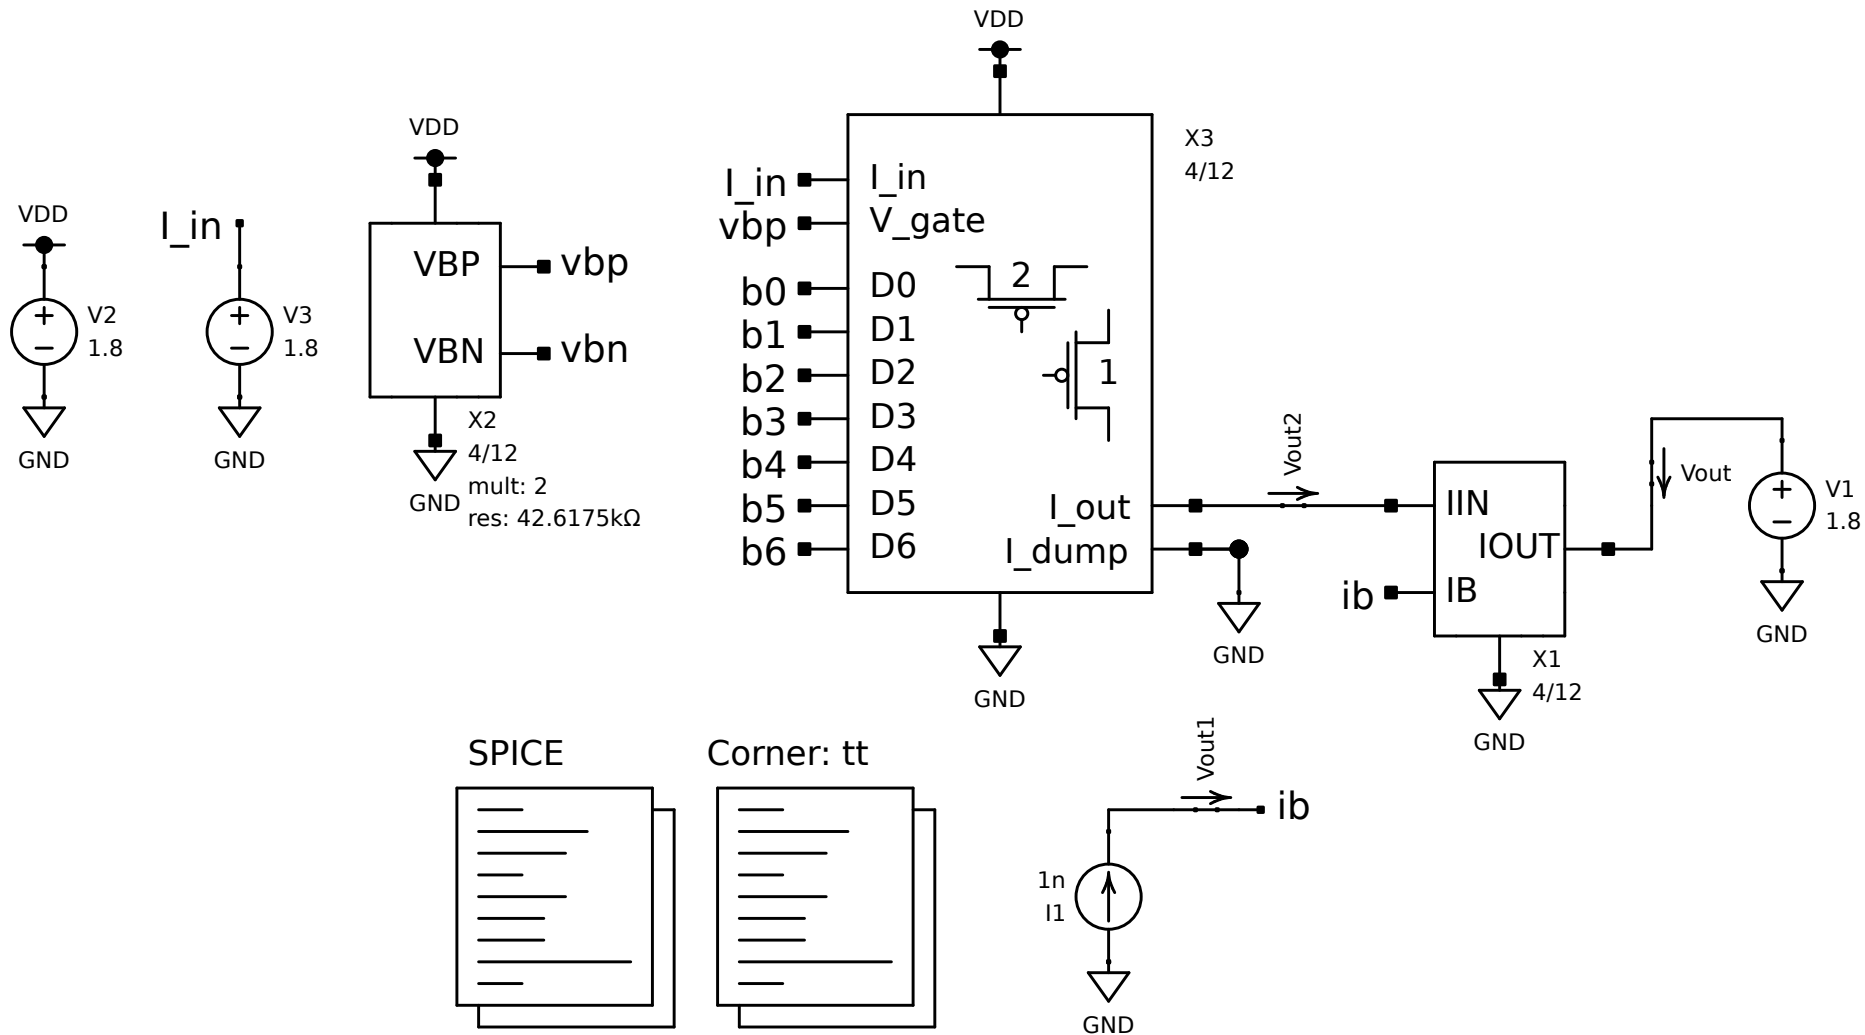 VDD
V2
1.8
GND
I_in
V3
1.8
GND
VDD
VBP
vbp
VBN
vbn
X2
4/12
mult: 2
res: 42.6175kΩ
GND
VDD
X3
4/12
I_in
I_in
vbp
V_gate
b0
D0
2
b1
D1
b2
D2
1
b3
D3
b4
D4
b5
D5
I_out
b6
D6
I_dump
GND
GND
Vout2
IIN
IOUT
ib
IB
X1
4/12
GND
Vout
V1
1.8
GND
SPICE
Corner: tt
Vout1
ib
1n
I1
GND